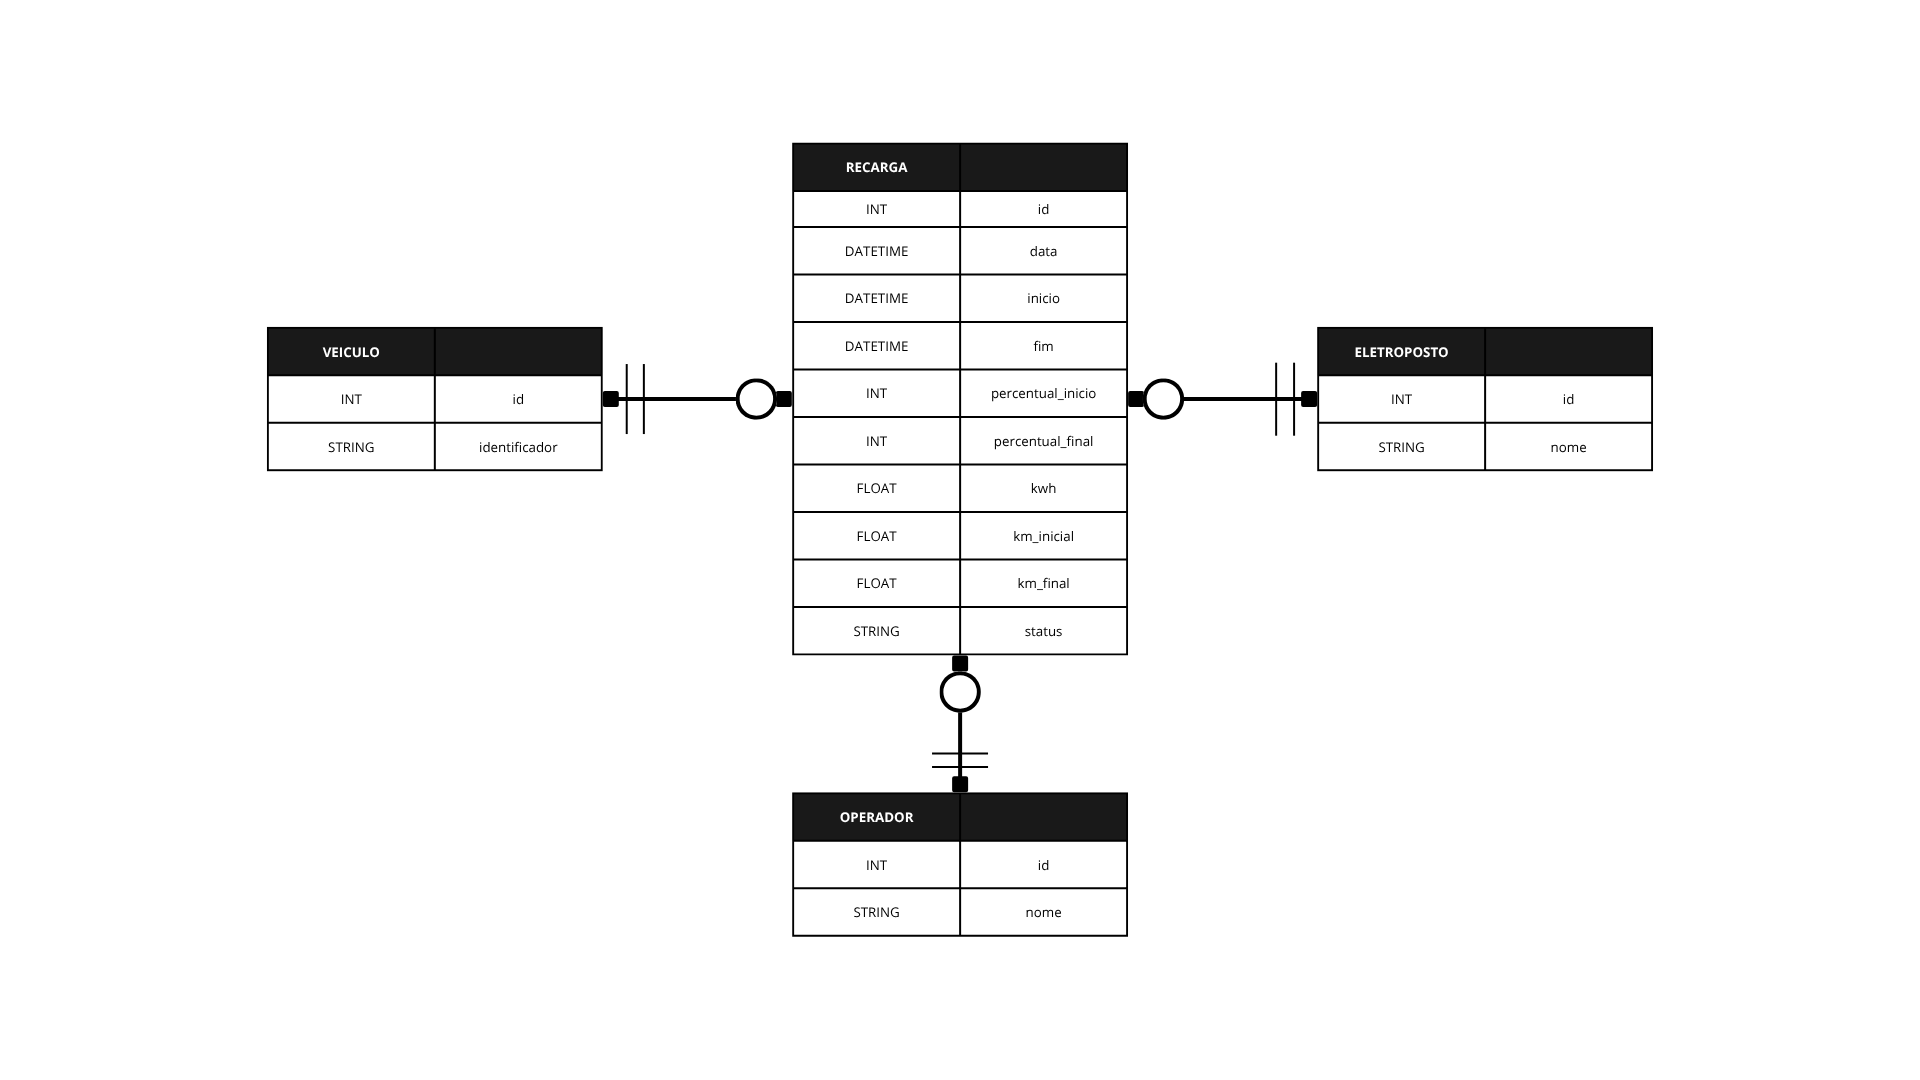 RECARGA
INT id
DATETIME data
DATETIME inicio
DATETIME fim
INT percentual_inicio
INT percentual_final
FLOAT kwh
FLOAT km_inicial
FLOAT km_final
STRING status
VEICULO
INT id
STRING identificador
ELETROPOSTO
INT id
STRING nome
OPERADOR
INT id
STRING nome